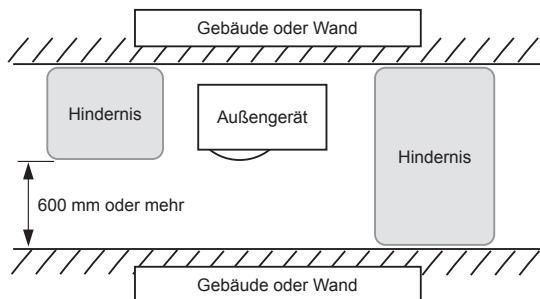 Gebäude oder Wand
Hindernis
Außengerät
Hindernis
600 mm oder mehr
Gebäude oder Wand